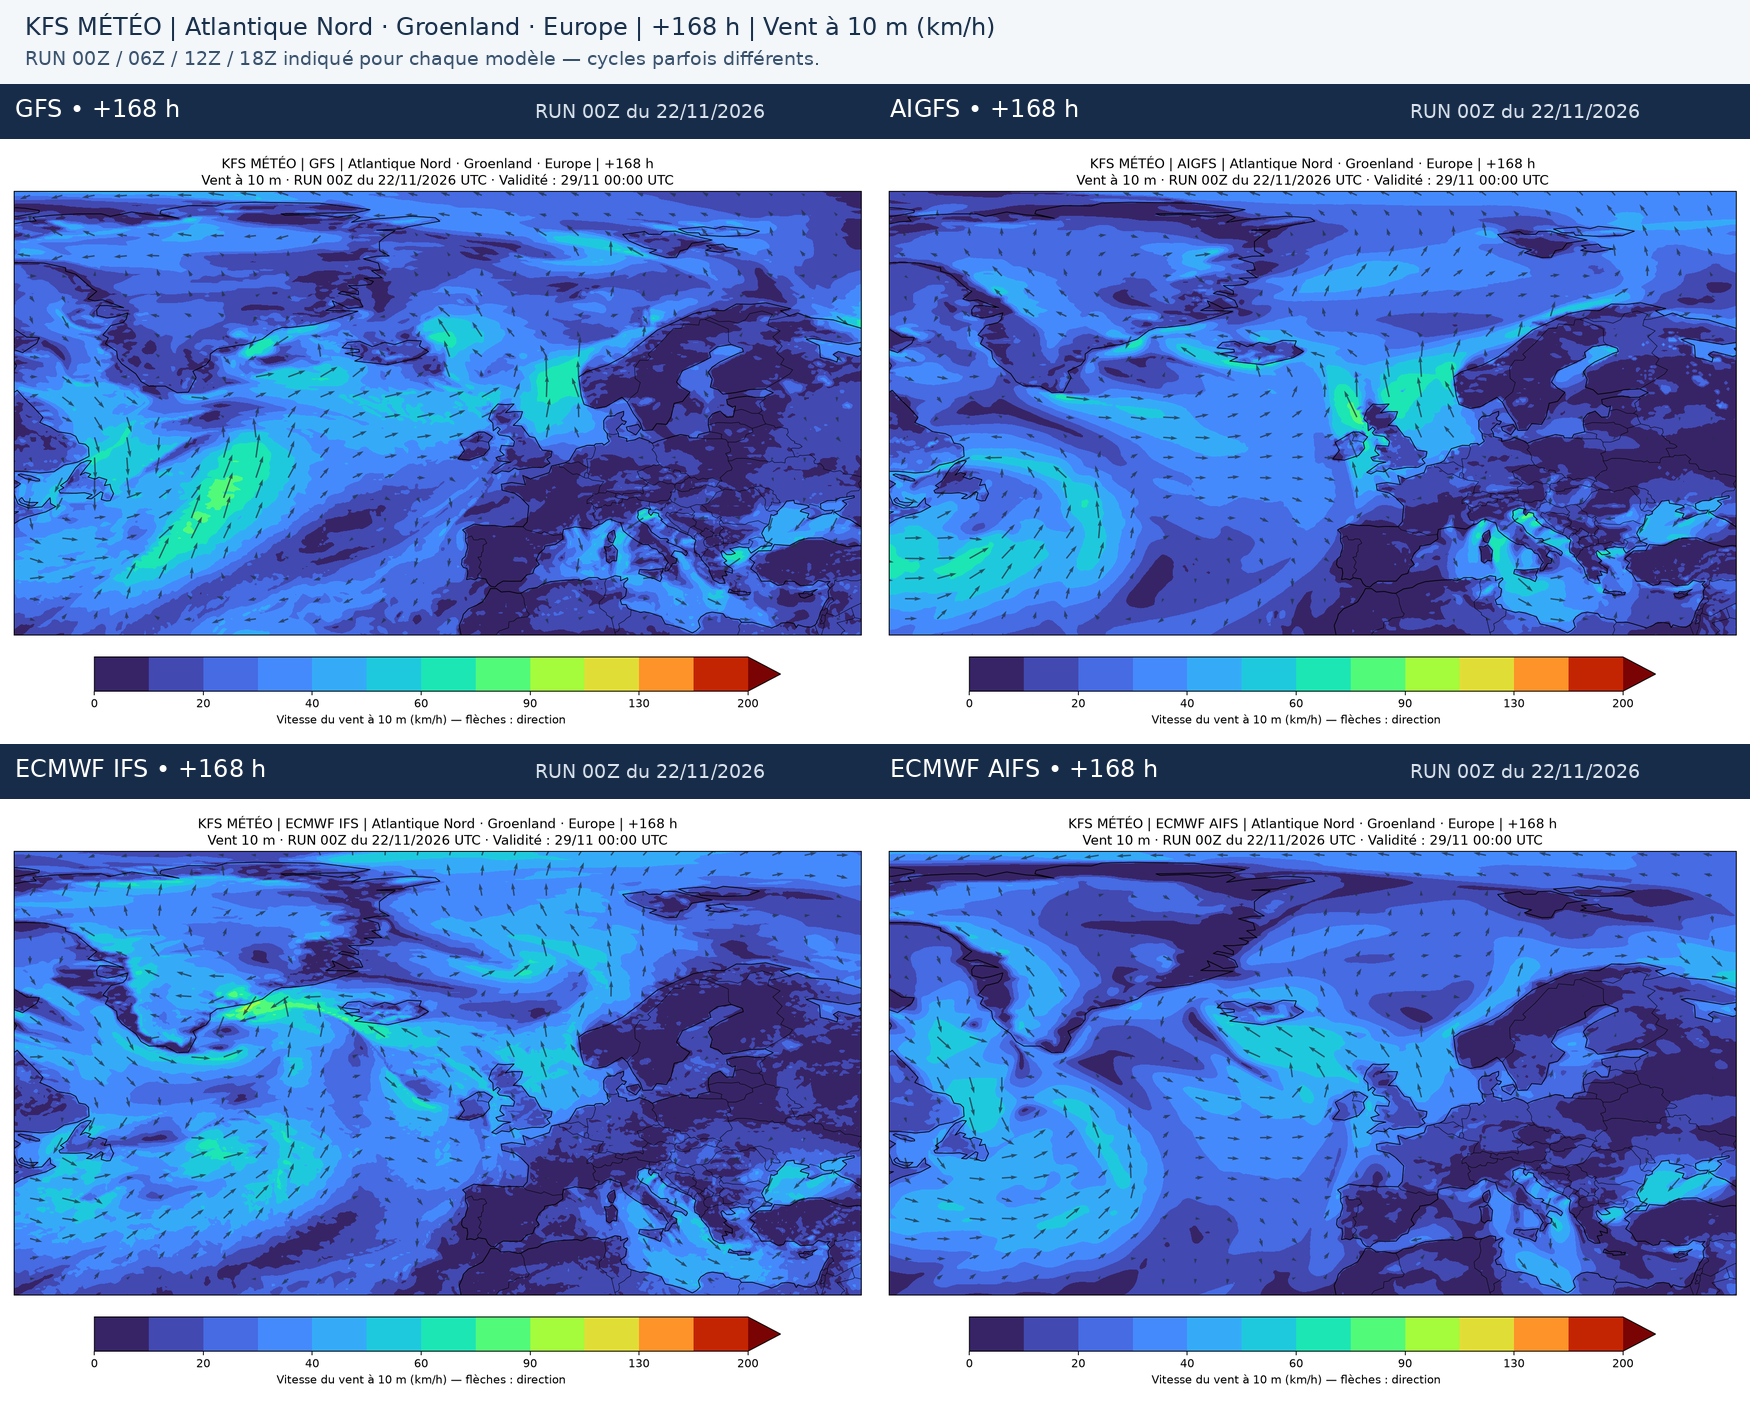 KFS MÉTÉO | Atlantique Nord · Groenland · Europe | +168 h | Vent à 10 m (km/h)
RUN 00Z / 06Z / 12Z / 18Z indiqué pour chaque modèle — cycles parfois différents.
GFS • +168 h
RUN 00Z du 22/11/2026
KFS MÉTÉO | GFS | Atlantique Nord · Groenland · Europe | +168 h
Vent à 10 m · RUN 00Z du 22/11/2026 UTC · Validité : 29/11 00:00 UTC
0 20 40 60 90 130 200
Vitesse du vent à 10 m (km/h) — flèches : direction
AIGFS • +168 h
RUN 00Z du 22/11/2026
KFS MÉTÉO | AIGFS | Atlantique Nord · Groenland · Europe | +168 h
Vent à 10 m · RUN 00Z du 22/11/2026 UTC · Validité : 29/11 00:00 UTC
0 20 40 60 90 130 200
Vitesse du vent à 10 m (km/h) — flèches : direction
ECMWF IFS • +168 h
RUN 00Z du 22/11/2026
KFS MÉTÉO | ECMWF IFS | Atlantique Nord · Groenland · Europe | +168 h
Vent 10 m · RUN 00Z du 22/11/2026 UTC · Validité : 29/11 00:00 UTC
0 20 40 60 90 130 200
Vitesse du vent à 10 m (km/h) — flèches : direction
ECMWF AIFS • +168 h
RUN 00Z du 22/11/2026
KFS MÉTÉO | ECMWF AIFS | Atlantique Nord · Groenland · Europe | +168 h
Vent 10 m · RUN 00Z du 22/11/2026 UTC · Validité : 29/11 00:00 UTC
0 20 40 60 90 130 200
Vitesse du vent à 10 m (km/h) — flèches : direction